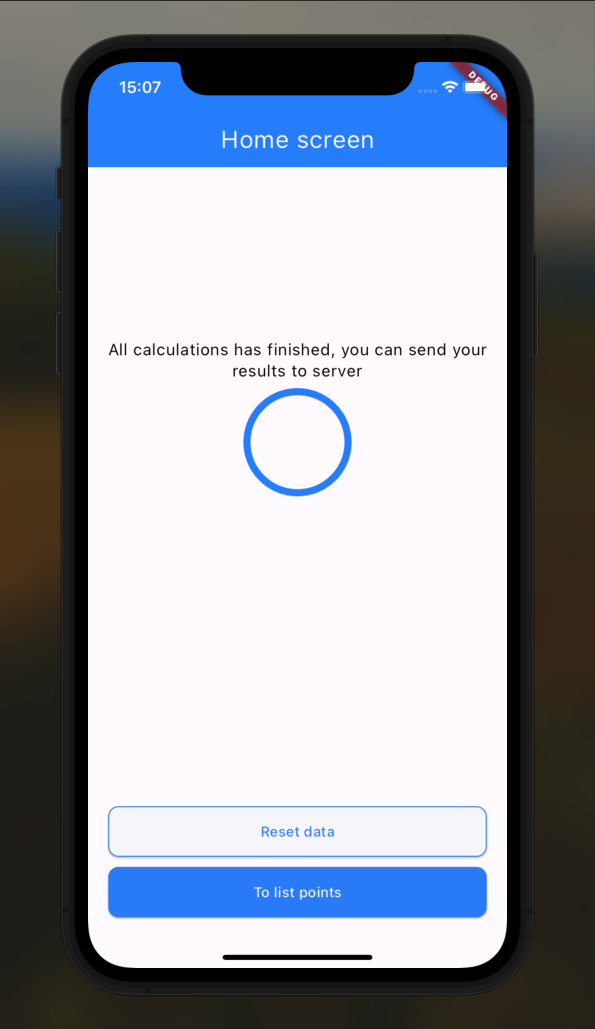 15:07
DEBUG
Home screen
All calculations has finished, you can send your
results to server
Reset data
To list points